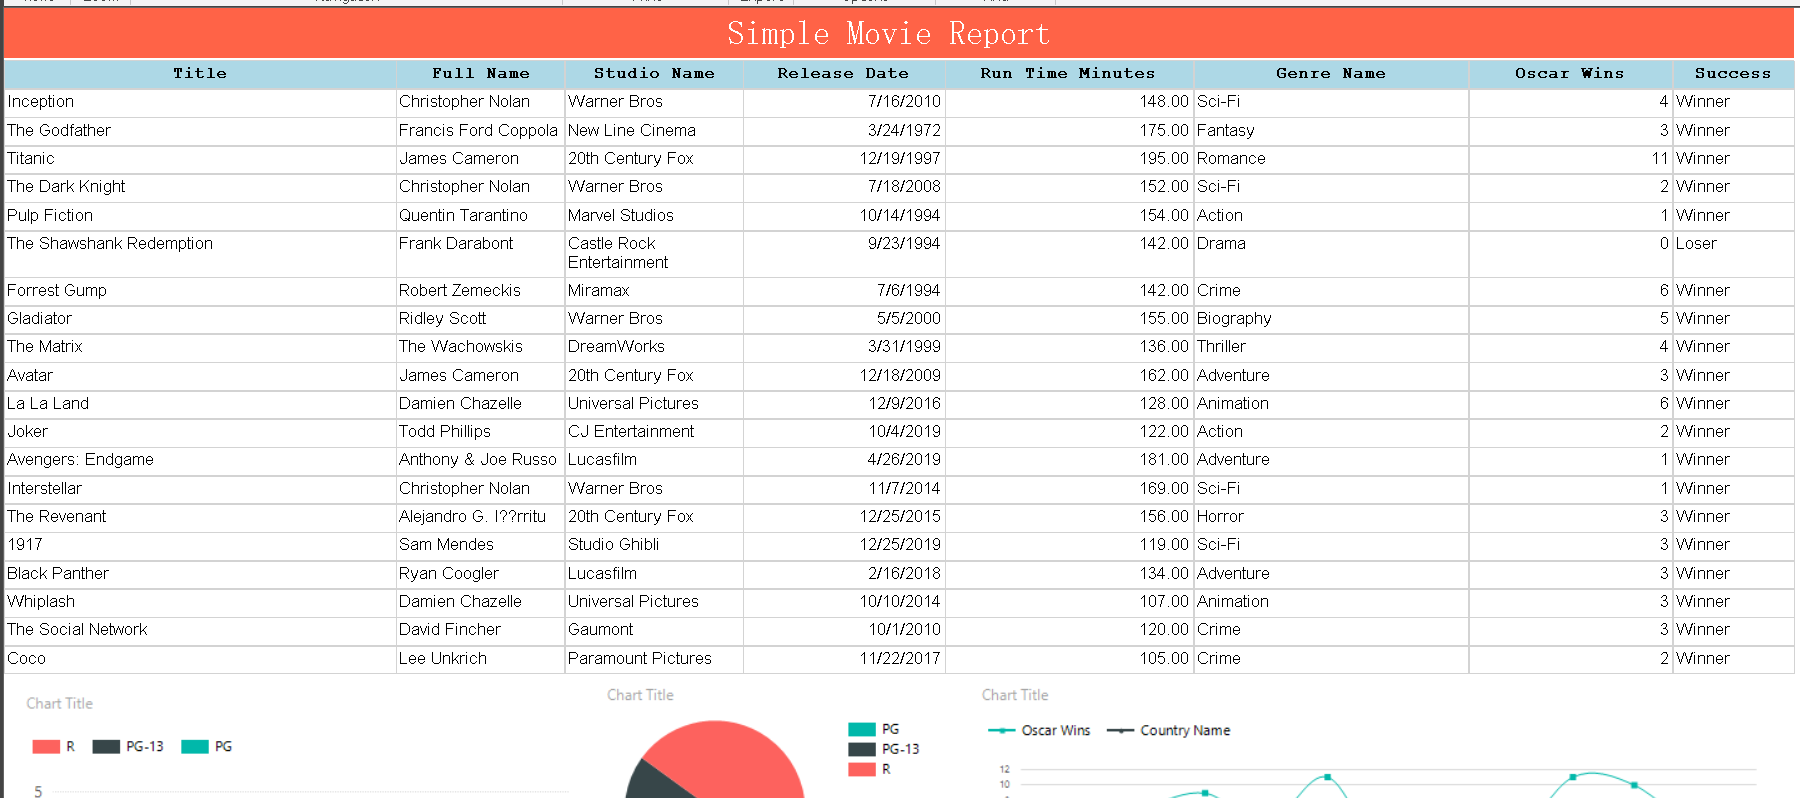 Simple Movie Report
Title Full Name Studio Name Release Date Run Time Minutes Genre Name Oscar Wins Success
Inception Christopher Nolan Warner Bros 7/16/2010 148.00 Sci-Fi 4 Winner
The Godfather Francis Ford Coppola New Line Cinema 3/24/1972 175.00 Fantasy 3 Winner
Titanic James Cameron 20th Century Fox 12/19/1997 195.00 Romance 11 Winner
The Dark Knight Christopher Nolan Warner Bros 7/18/2008 152.00 Sci-Fi 2 Winner
Pulp Fiction Quentin Tarantino Marvel Studios 10/14/1994 154.00 Action 1 Winner
The Shawshank Redemption Frank Darabont Castle Rock 9/23/1994 142.00 Drama 0 Loser
Entertainment
Forrest Gump Robert Zemeckis Miramax 7/6/1994 142.00 Crime 6 Winner
Gladiator Ridley Scott Warner Bros 5/5/2000 155.00 Biography 5 Winner
The Matrix The Wachowskis DreamWorks 3/31/1999 136.00 Thriller 4 Winner
Avatar James Cameron 20th Century Fox 12/18/2009 162.00 Adventure 3 Winner
La La Land Damien Chazelle Universal Pictures 12/9/2016 128.00 Animation 6 Winner
Joker Todd Phillips CJ Entertainment 10/4/2019 122.00 Action 2 Winner
Avengers: Endgame Anthony & Joe Russo Lucasfilm 4/26/2019 181.00 Adventure 1 Winner
Interstellar Christopher Nolan Warner Bros 11/7/2014 169.00 Sci-Fi 1 Winner
The Revenant Alejandro G. I??rritu 20th Century Fox 12/25/2015 156.00 Horror 3 Winner
1917 Sam Mendes Studio Ghibli 12/25/2019 119.00 Sci-Fi 3 Winner
Black Panther Ryan Coogler Lucasfilm 2/16/2018 134.00 Adventure 3 Winner
Whiplash Damien Chazelle Universal Pictures 10/10/2014 107.00 Animation 3 Winner
The Social Network David Fincher Gaumont 10/1/2010 120.00 Crime 3 Winner
Coco Lee Unkrich Paramount Pictures 11/22/2017 105.00 Crime 2 Winner
Chart Title
R PG-13 PG
5
Chart Title
PG
PG-13
R
Chart Title
Oscar Wins Country Name
12
10